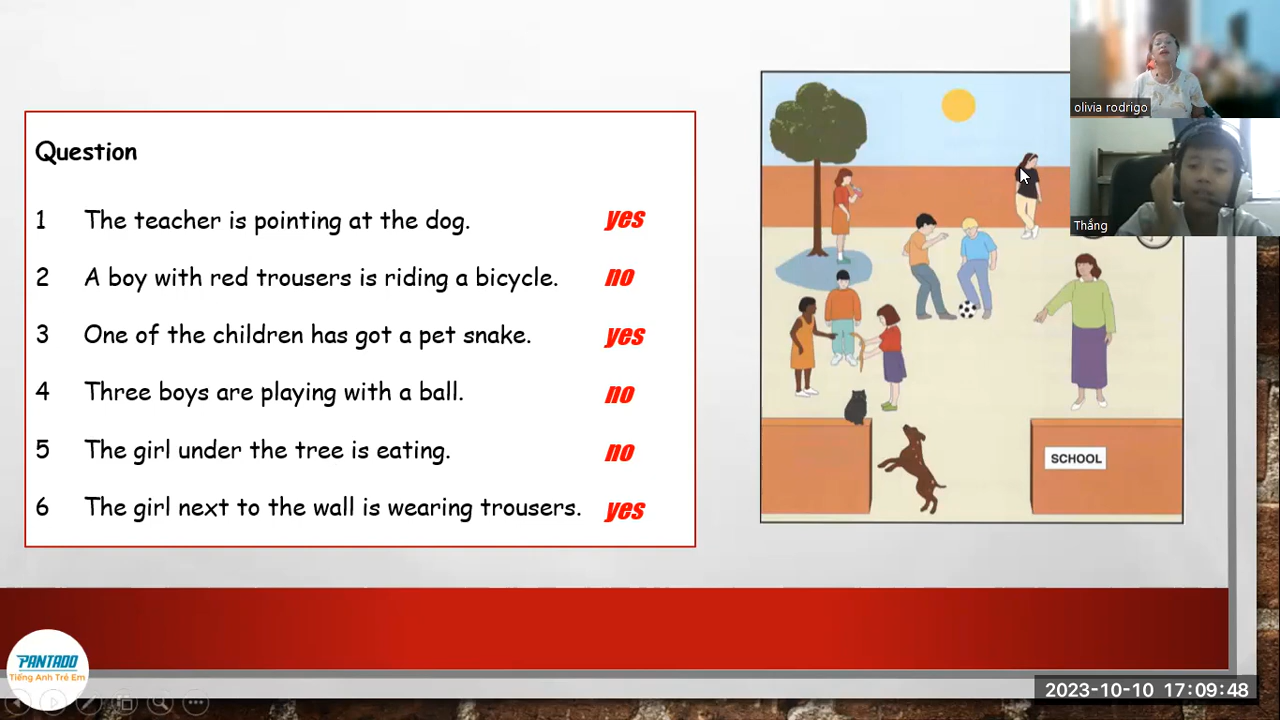 Question
1 The teacher is pointing at the dog. yes
2 A boy with red trousers is riding a bicycle. no
3 One of the children has got a pet snake. yes
4 Three boys are playing with a ball. no
5 The girl under the tree is eating. no
6 The girl next to the wall is wearing trousers. yes
SCHOOL
olivia rodrigo
Thắng
PANTADO
Tiếng Anh Trẻ Em
2023-10-10 17:09:48